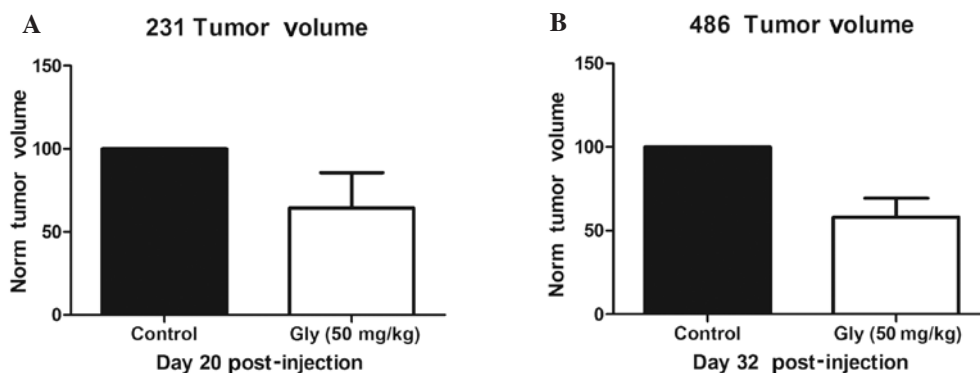 A
231 Tumor volume
Norm tumor volume
150
100
50
0
Control
Gly (50 mg/kg)
Day 20 post-injection
B
486 Tumor volume
Norm tumor volume
150
100
50
0
Control
Gly (50 mg/kg)
Day 32 post-injection